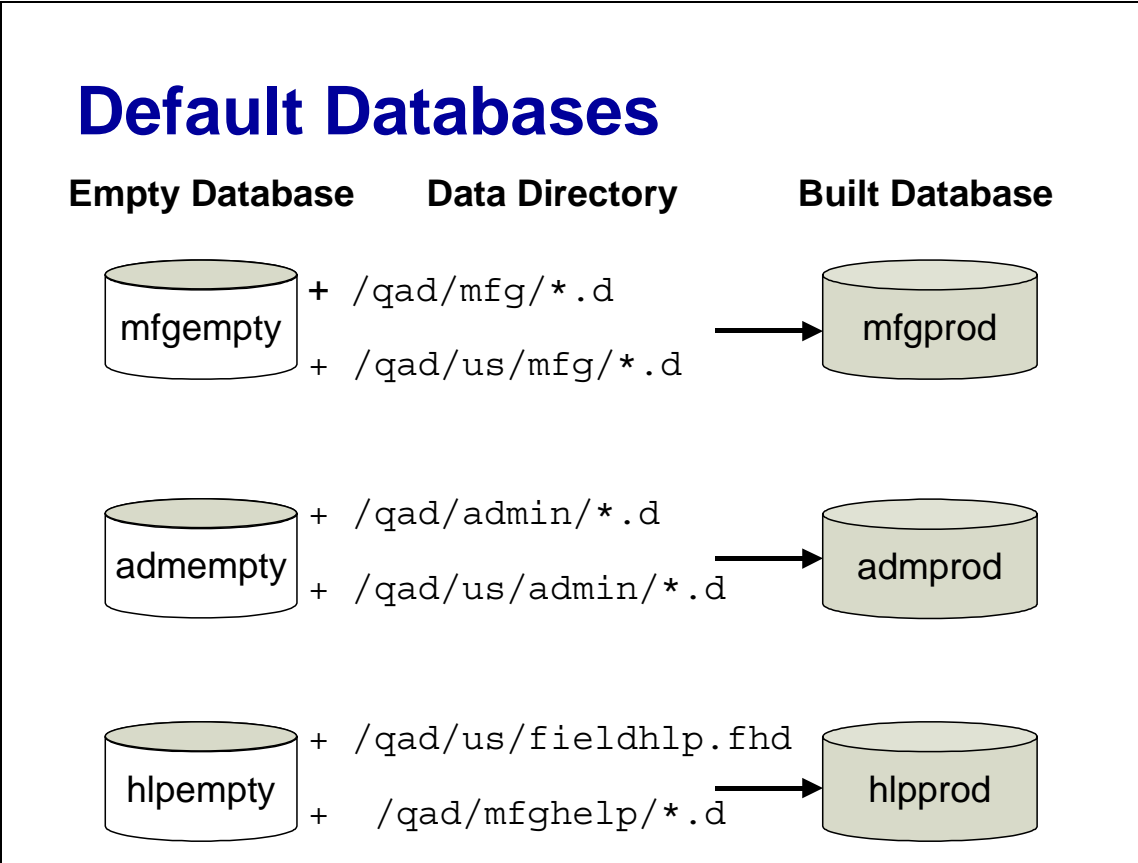 Default Databases
Empty Database Data Directory Built Database
+ /qad/mfg/*.d
mfgempty mfgprod
+ /qad/us/mfg/*.d
+ /qad/admin/*.d
admempty admprod
+ /qad/us/admin/*.d
+ /qad/us/fieldhlp.fhd
hlpempty hlpprod
+ /qad/mfghelp/*.d